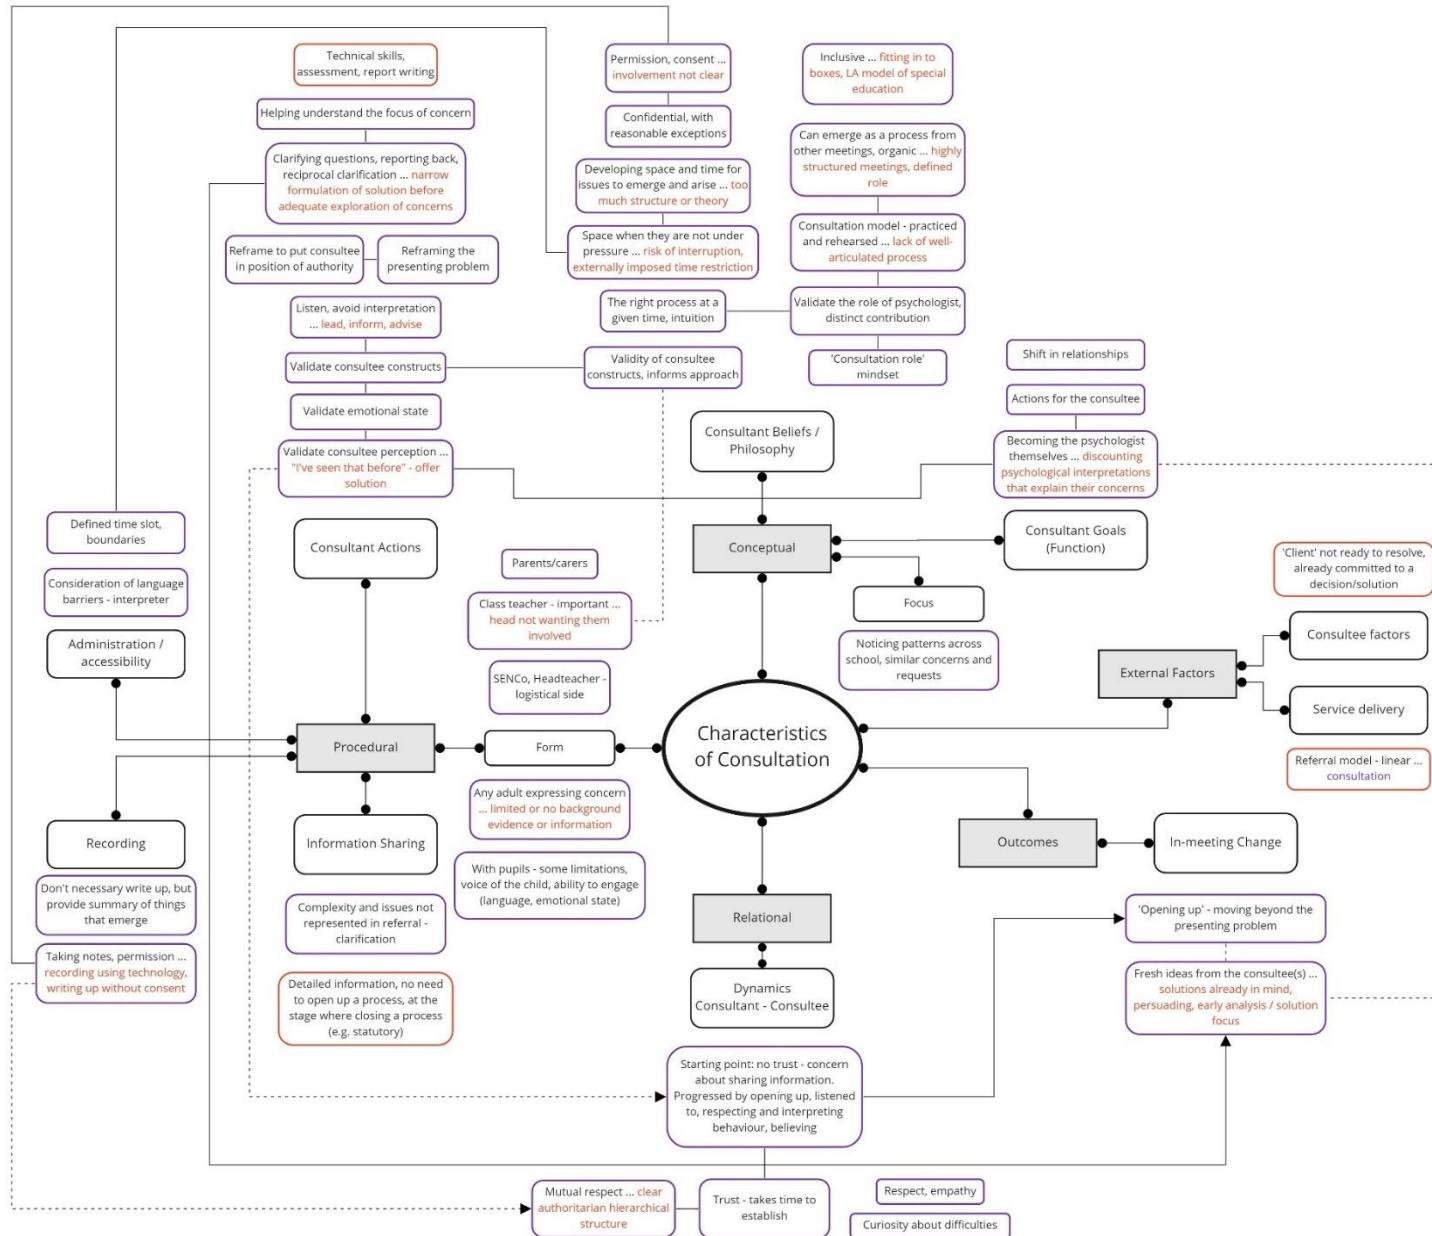 Technical skills,
assessment, report writing
Permission, consent ...
involvement not clear
Inclusive ... fitting in to
boxes, LA model of special
education
Helping understand the focus of concern
Confidential, with
reasonable exceptions
Clarifying questions, reporting back,
reciprocal clarification ... narrow
formulation of solution before
adequate exploration of concerns
Developing space and time for
issues to emerge and arise ... too
much structure or theory
Can emerge as a process from
other meetings, organic ... highly
structured meetings, defined
role
Reframe to put consultee
in position of authority
Reframing the
presenting problem
Space when they are not under
pressure ... risk of interruption,
externally imposed time restriction
Consultation model - practiced
and rehearsed ... lack of well-
articulated process
Listen, avoid interpretation
... lead, inform, advise
The right process at a
given time, intuition
Validate the role of psychologist,
distinct contribution
Validate consultee constructs
Validity of consultee
constructs, informs approach
'Consultation role'
mindset
Shift in relationships
Validate emotional state
Actions for the consultee
Validate consultee perception ...
"I've seen that before" - offer
solution
Consultant Beliefs /
Philosophy
Becoming the psychologist
themselves ... discounting
psychological interpretations
that explain their concerns
Defined time slot,
boundaries
Consultant Actions
Conceptual
Consultant Goals
(Function)
Parents/carers
'Client' not ready to resolve,
already committed to a
decision/solution
Consideration of language
barriers - interpreter
Class teacher - important ...
head not wanting them
involved
Focus
Administration /
accessibility
Noticing patterns across
school, similar concerns and
requests
Consultee factors
SENCo, Headteacher -
logistical side
External Factors
Service delivery
Procedural
Form
Characteristics
of Consultation
Referral model - linear ...
consultation
Any adult expressing concern
... limited or no background
evidence or information
Recording
Information Sharing
Outcomes
In-meeting Change
With pupils - some limitations,
voice of the child, ability to engage
(language, emotional state)
Don't necessary write up, but
provide summary of things
that emerge
Complexity and issues not
represented in referral -
clarification
Relational
'Opening up' - moving beyond the
presenting problem
Taking notes, permission ...
recording using technology,
writing up without consent
Detailed information, no need
to open up a process, at the
stage where closing a process
(e.g. statutory)
Dynamics
Consultant - Consultee
Fresh ideas from the consultee(s) ...
solutions already in mind,
persuading, early analysis / solution
focus
Starting point: no trust - concern
about sharing information.
Progressed by opening up, listened
to, respecting and interpreting
behaviour, believing
Mutual respect ... clear
authoritarian hierarchical
structure
Trust - takes time to
establish
Respect, empathy
Curiosity about difficulties